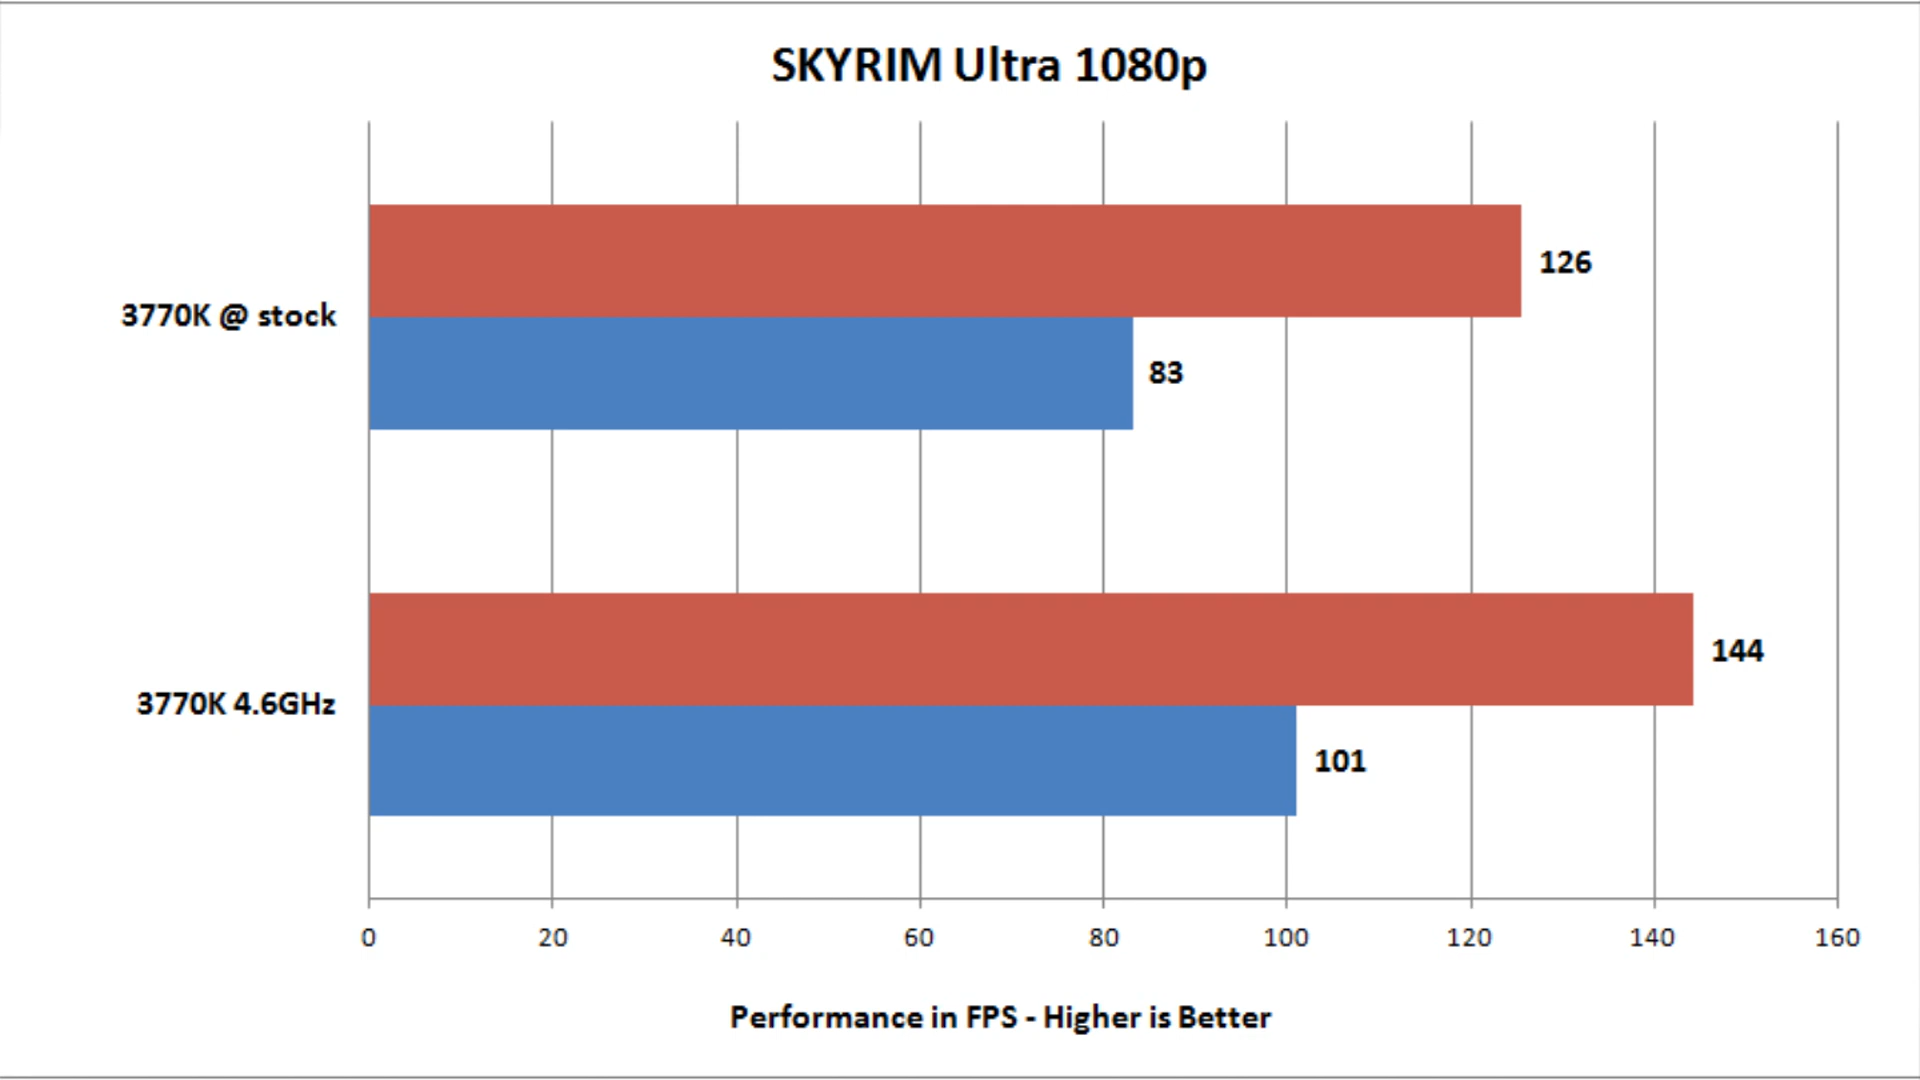 SKYRIM Ultra 1080p
126
3770K @ stock
83
144
3770K 4.6GHz
101
0 20 40 60 80 100 120 140 160
Performance in FPS - Higher is Better